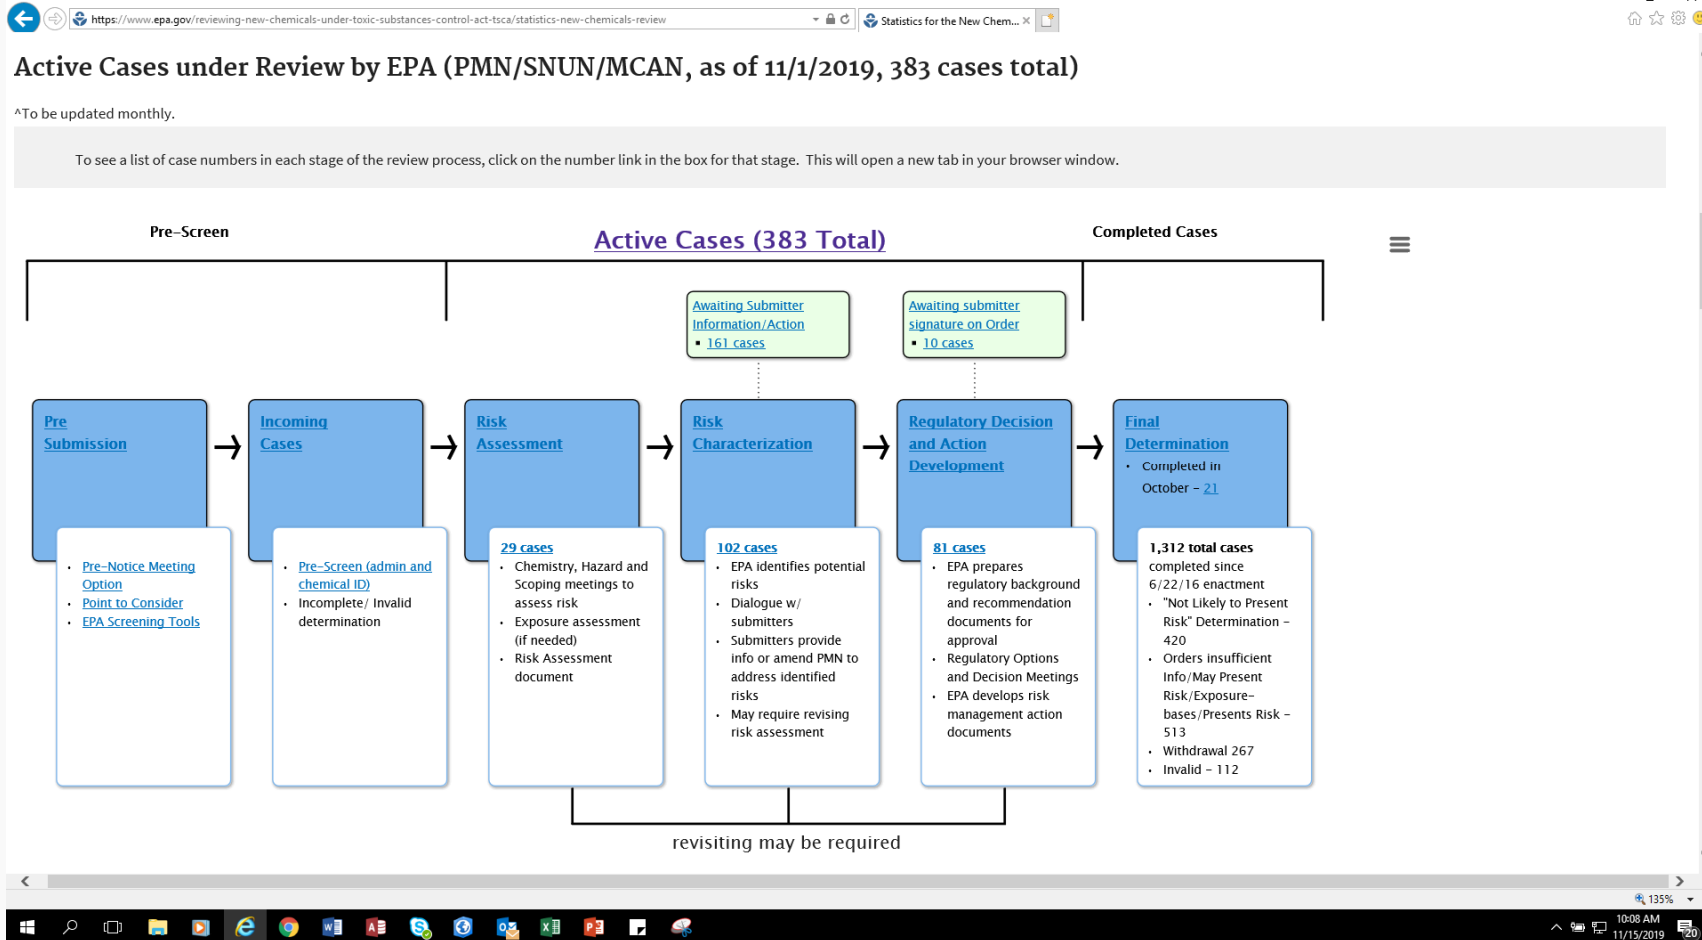 https://www.epa.gov/reviewing-new-chemicals-under-toxic-substances-control-act-tsca/statistics-new-chemicals-review
Statistics for the New Chem...
Active Cases under Review by EPA (PMN/SNUN/MCAN, as of 11/1/2019, 383 cases total)
^To be updated monthly.
To see a list of case numbers in each stage of the review process, click on the number link in the box for that stage. This will open a new tab in your browser window.
Pre-Screen
Active Cases (383 Total)
Completed Cases
Awaiting Submitter
Information/Action
▪ 161 cases
Awaiting submitter
signature on Order
▪ 10 cases
Pre
Submission
Incoming
Cases
Risk
Assessment
Risk
Characterization
Regulatory Decision
and Action
Development
Final
Determination
• Completed in
October - 21
• Pre-Notice Meeting
Option
• Point to Consider
• EPA Screening Tools
• Pre-Screen (admin and
chemical ID)
• Incomplete/ Invalid
determination
29 cases
• Chemistry, Hazard and
Scoping meetings to
assess risk
• Exposure assessment
(if needed)
• Risk Assessment
document
102 cases
• EPA identifies potential
risks
• Dialogue w/
submitters
• Submitters provide
info or amend PMN to
address identified
risks
• May require revising
risk assessment
81 cases
• EPA prepares
regulatory background
and recommendation
documents for
approval
• Regulatory Options
and Decision Meetings
• EPA develops risk
management action
documents
1,312 total cases
completed since
6/22/16 enactment
• "Not Likely to Present
Risk" Determination -
420
• Orders insufficient
Info/May Present
Risk/Exposure-
bases/Presents Risk -
513
• Withdrawal 267
• Invalid - 112
revisiting may be required
135%
10:08 AM
11/15/2019
20